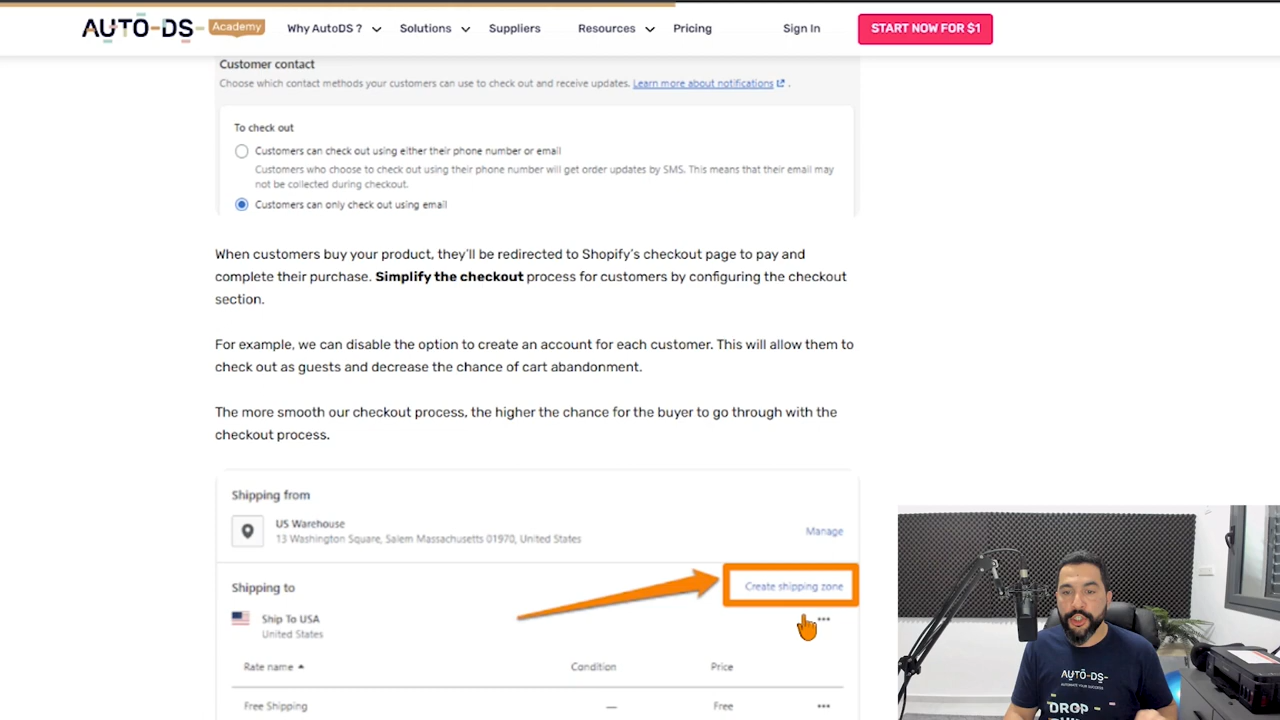 AUTO-DS- Academy Why AutoDS ? Solutions Suppliers Resources Pricing Sign In START NOW FOR $1
Customer contact
Choose which contact methods your customers can use to check out and receive updates. Learn more about notifications .
To check out
Customers can check out using either their phone number or email
Customers who choose to check out using their phone number will get order updates by SMS. This means that their email may
not be collected during checkout.
Customers can only check out using email
When customers buy your product, they'll be redirected to Shopify's checkout page to pay and
complete their purchase. Simplify the checkout process for customers by configuring the checkout
section.
For example, we can disable the option to create an account for each customer. This will allow them to
check out as guests and decrease the chance of cart abandonment.
The more smooth our checkout process, the higher the chance for the buyer to go through with the
checkout process.
Shipping from
US Warehouse
13 Washington Square, Salem Massachusetts 01970, United States
Manage
Shipping to
Create shipping zone
Ship To USA
United States
Rate name Condition Price
Free Shipping — Free
AUTO-DS-
AUTOMATE YOUR SUCCESS
DROP